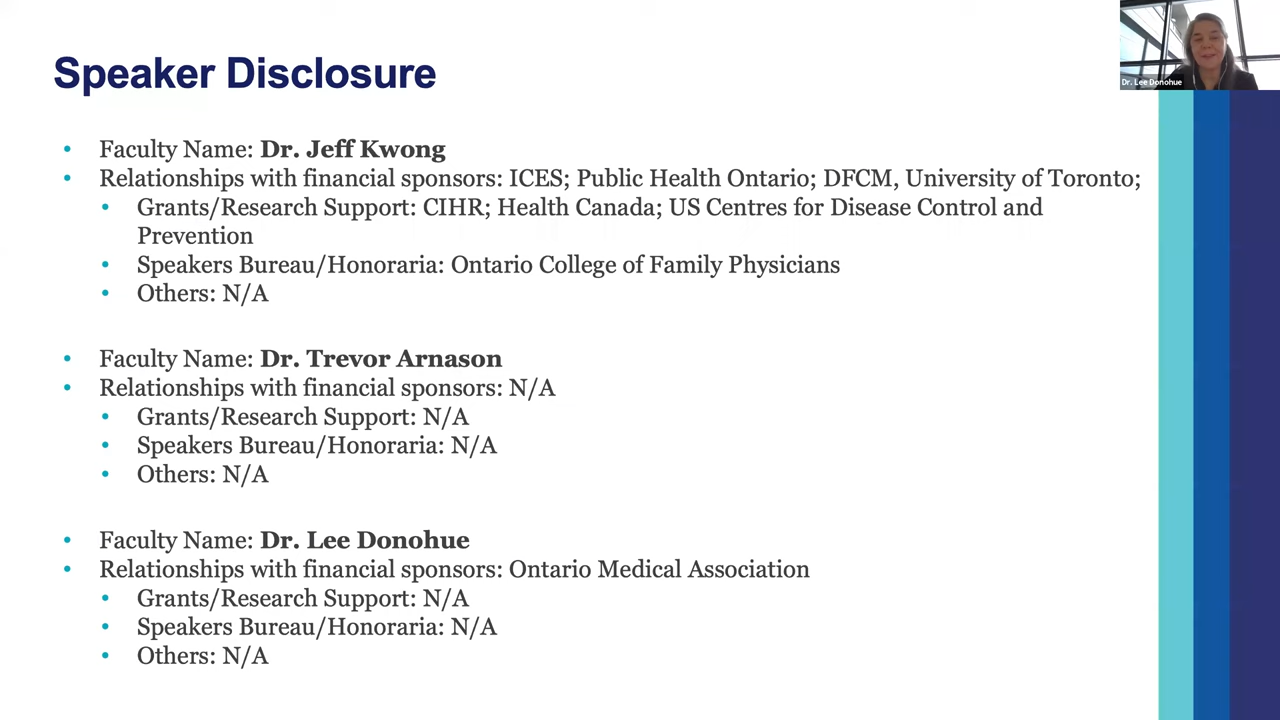 Speaker Disclosure
Dr. Lee Donohue
• Faculty Name: Dr. Jeff Kwong
• Relationships with financial sponsors: ICES; Public Health Ontario; DFCM, University of Toronto;
• Grants/Research Support: CIHR; Health Canada; US Centres for Disease Control and
Prevention
• Speakers Bureau/Honoraria: Ontario College of Family Physicians
• Others: N/A
• Faculty Name: Dr. Trevor Arnason
• Relationships with financial sponsors: N/A
• Grants/Research Support: N/A
• Speakers Bureau/Honoraria: N/A
• Others: N/A
• Faculty Name: Dr. Lee Donohue
• Relationships with financial sponsors: Ontario Medical Association
• Grants/Research Support: N/A
• Speakers Bureau/Honoraria: N/A
• Others: N/A